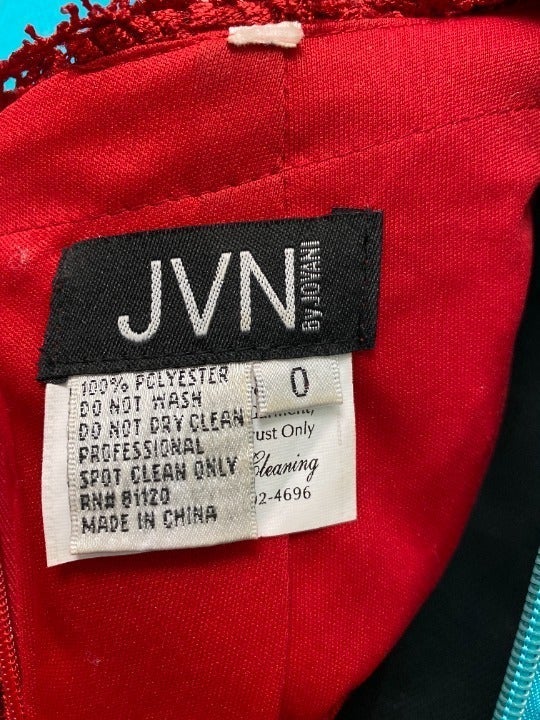 JVN
by JOVANI
100% POLYESTER
DO NOT WASH
DO NOT DRY CLEAN
PROFESSIONAL
SPOT CLEAN ONLY
RN# 81120
MADE IN CHINA
0
rust Only
Cleaning
02-4696